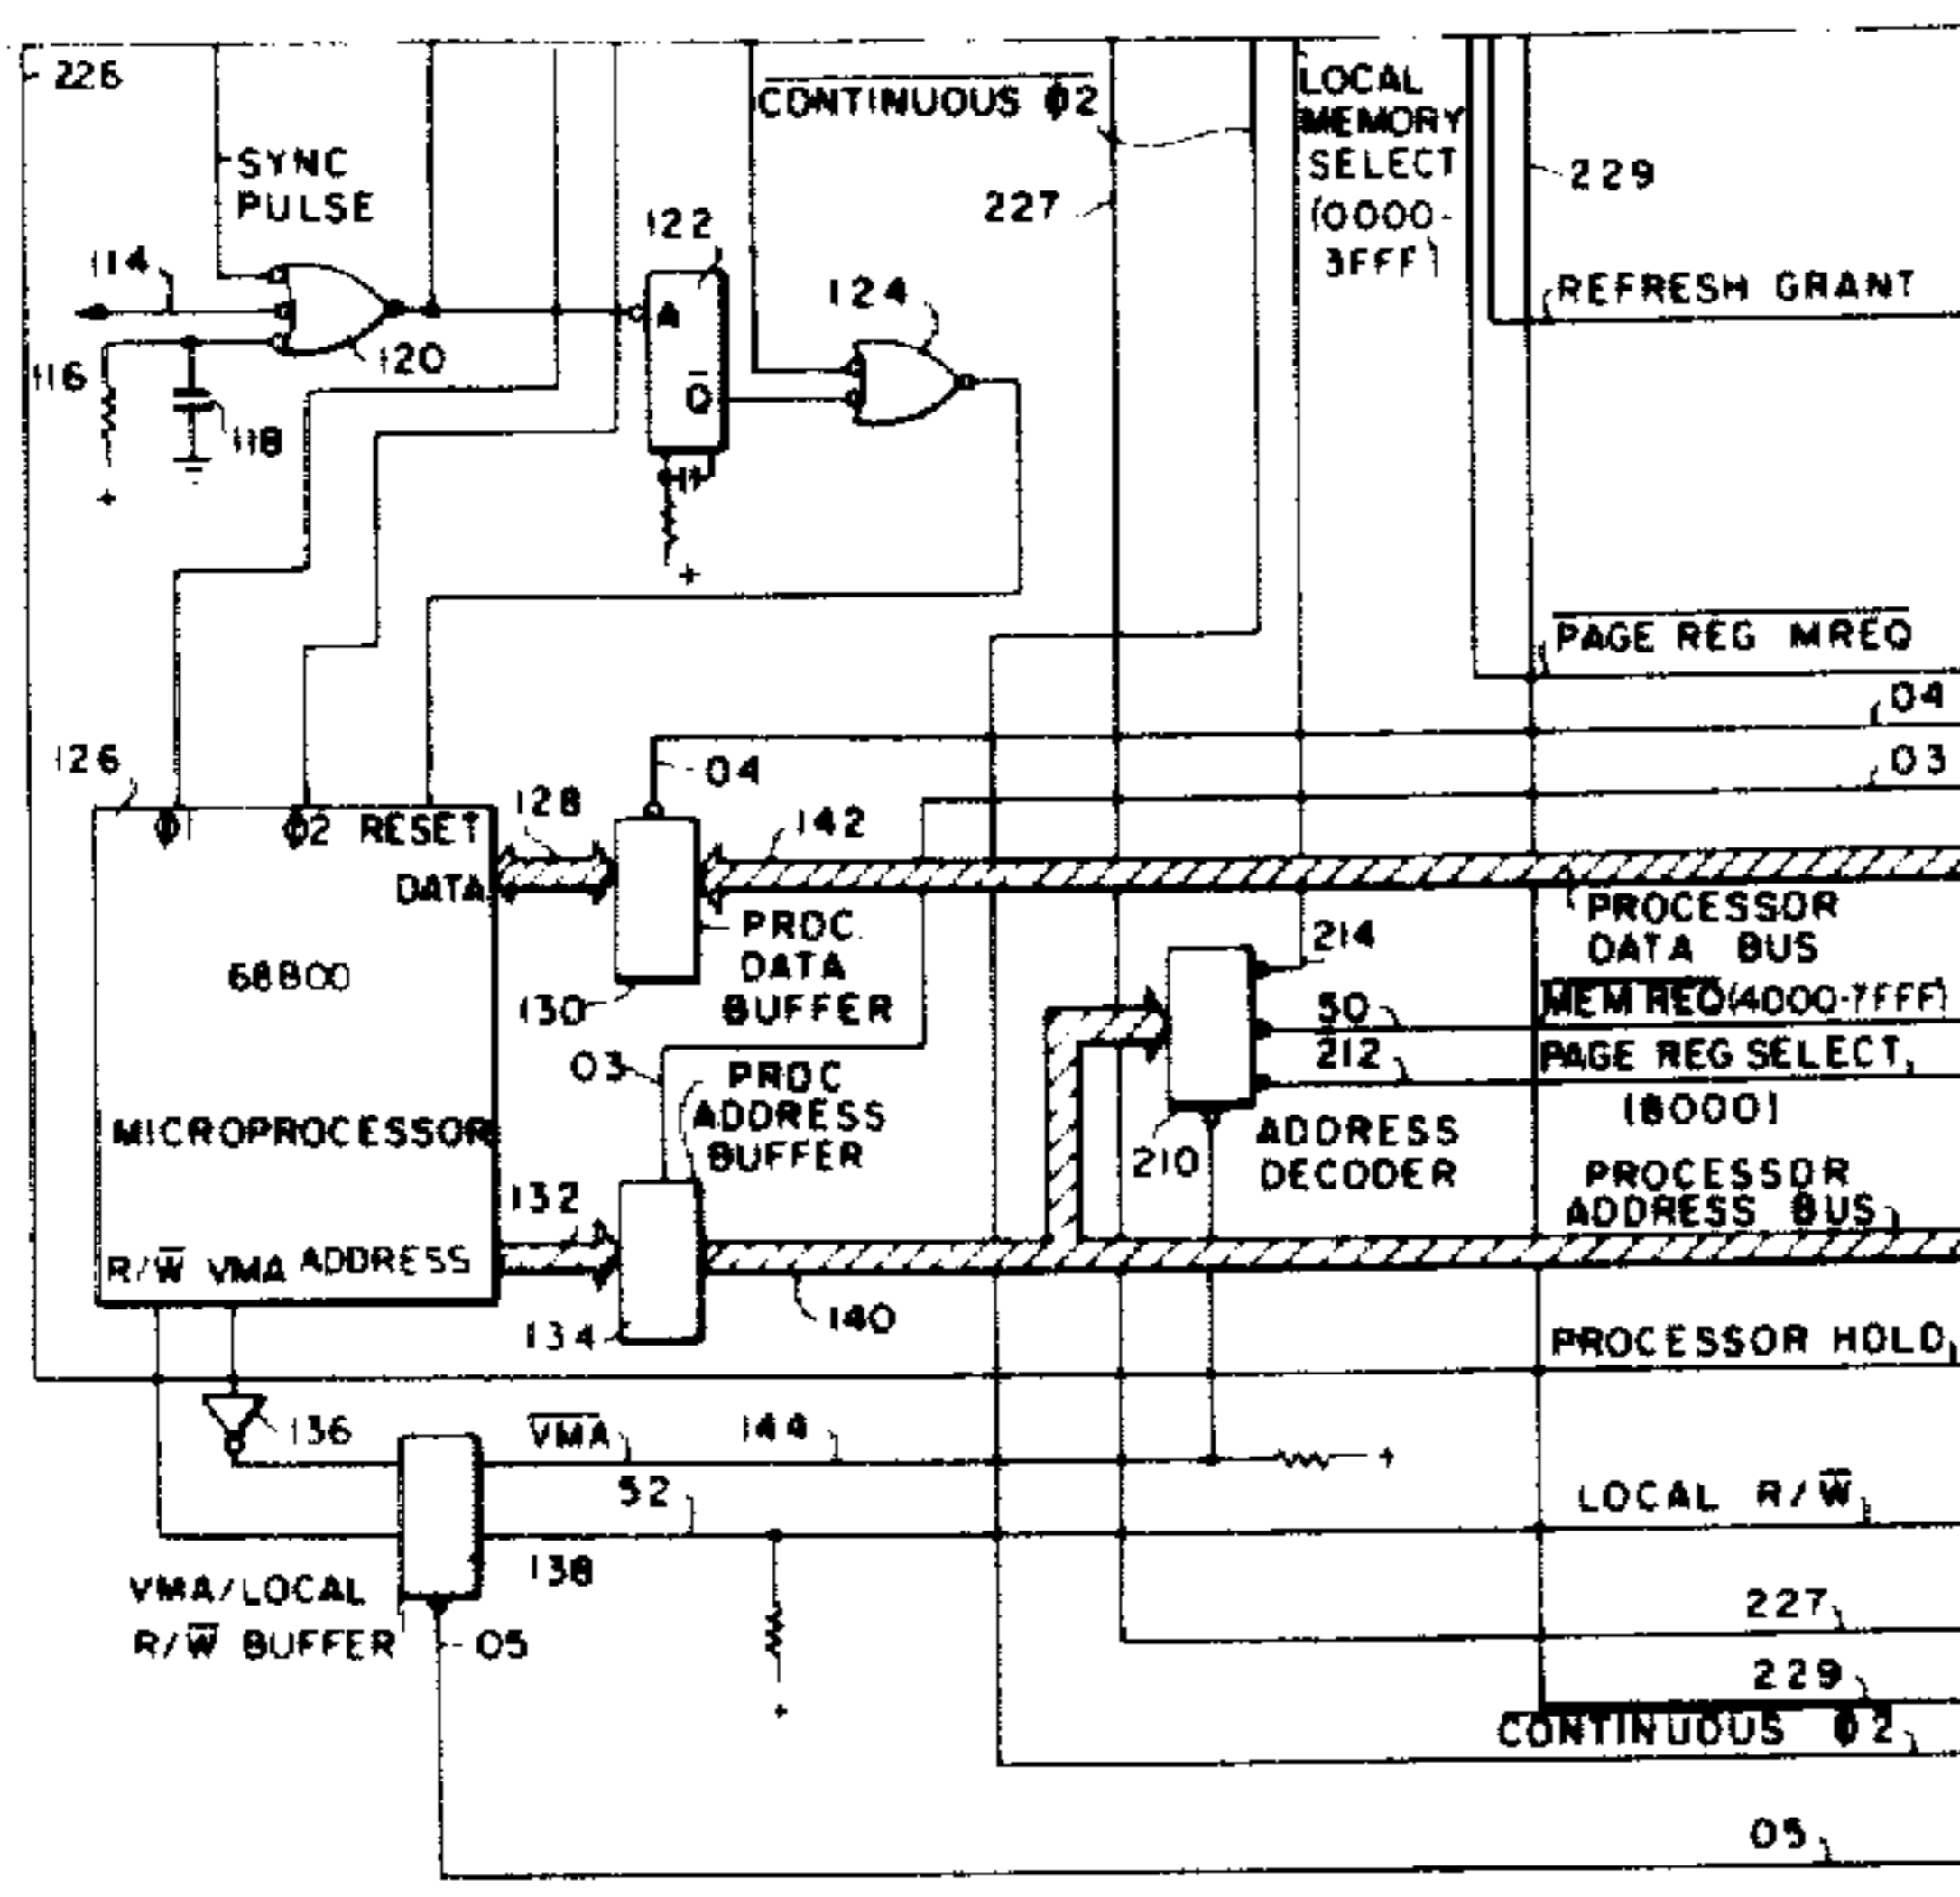 226
CONTINUOUS ϕ2
LOCAL
MEMORY
SELECT
(0000-
3FFF)
SYNC
PULSE
229
227
122
114
REFRESH GRANT
124
A
120
116
Q̅
118
+
+
PAGE REG MREQ
04
126
04
03
128
142
ϕ1
ϕ2
RESET
DATA
PROCESSOR
DATA BUS
PROC
DATA
BUFFER
214
68B00
130
50
MEM REQ(4000-7FFF)
03
PROC
ADDRESS
BUFFER
212
PAGE REG SELECT
(8000)
MICROPROCESSOR
210
ADDRESS
DECODER
PROCESSOR
ADDRESS BUS
132
R/W̅ VMA ADDRESS
134
140
PROCESSOR HOLD
136
VMA
144
+
52
LOCAL R/W̅
138
VMA/LOCAL
R/W̅ BUFFER
05
227
+
229
CONTINUOUS ϕ2
05